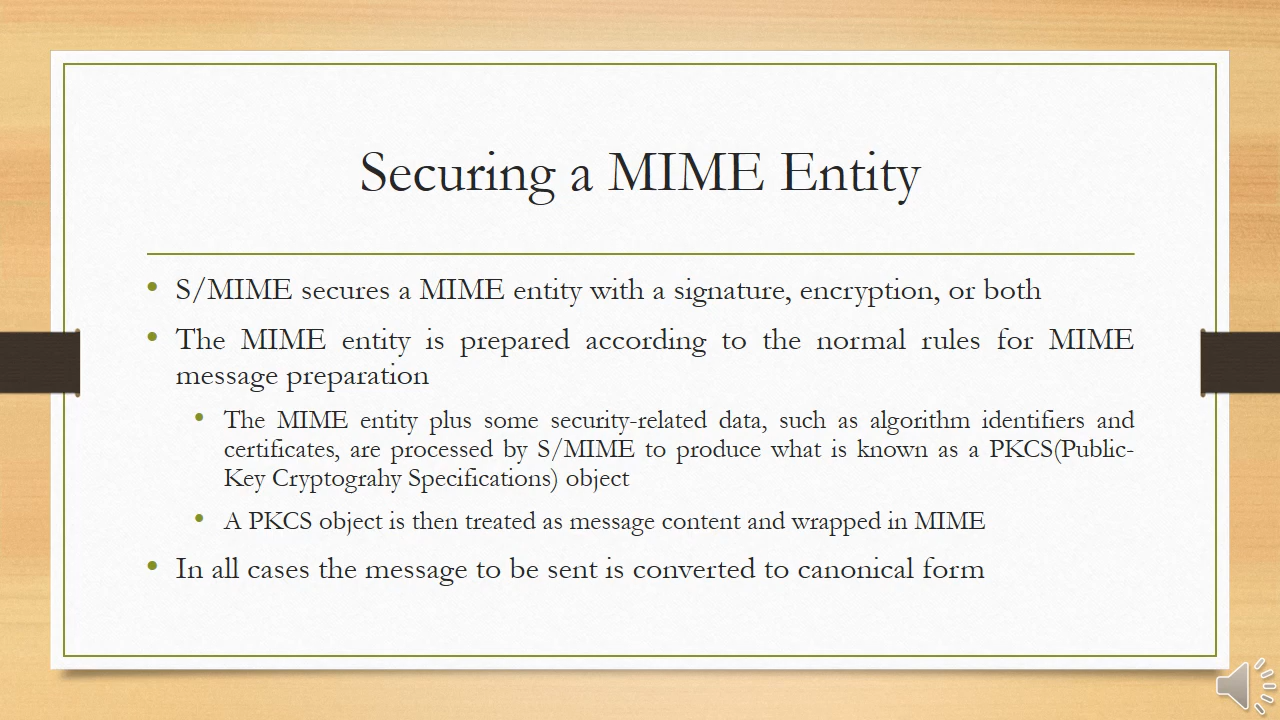 Securing a MIME Entity
• S/MIME secures a MIME entity with a signature, encryption, or both
• The MIME entity is prepared according to the normal rules for MIME
message preparation
• The MIME entity plus some security-related data, such as algorithm identifiers and
certificates, are processed by S/MIME to produce what is known as a PKCS(Public-
Key Cryptograhy Specifications) object
• A PKCS object is then treated as message content and wrapped in MIME
• In all cases the message to be sent is converted to canonical form